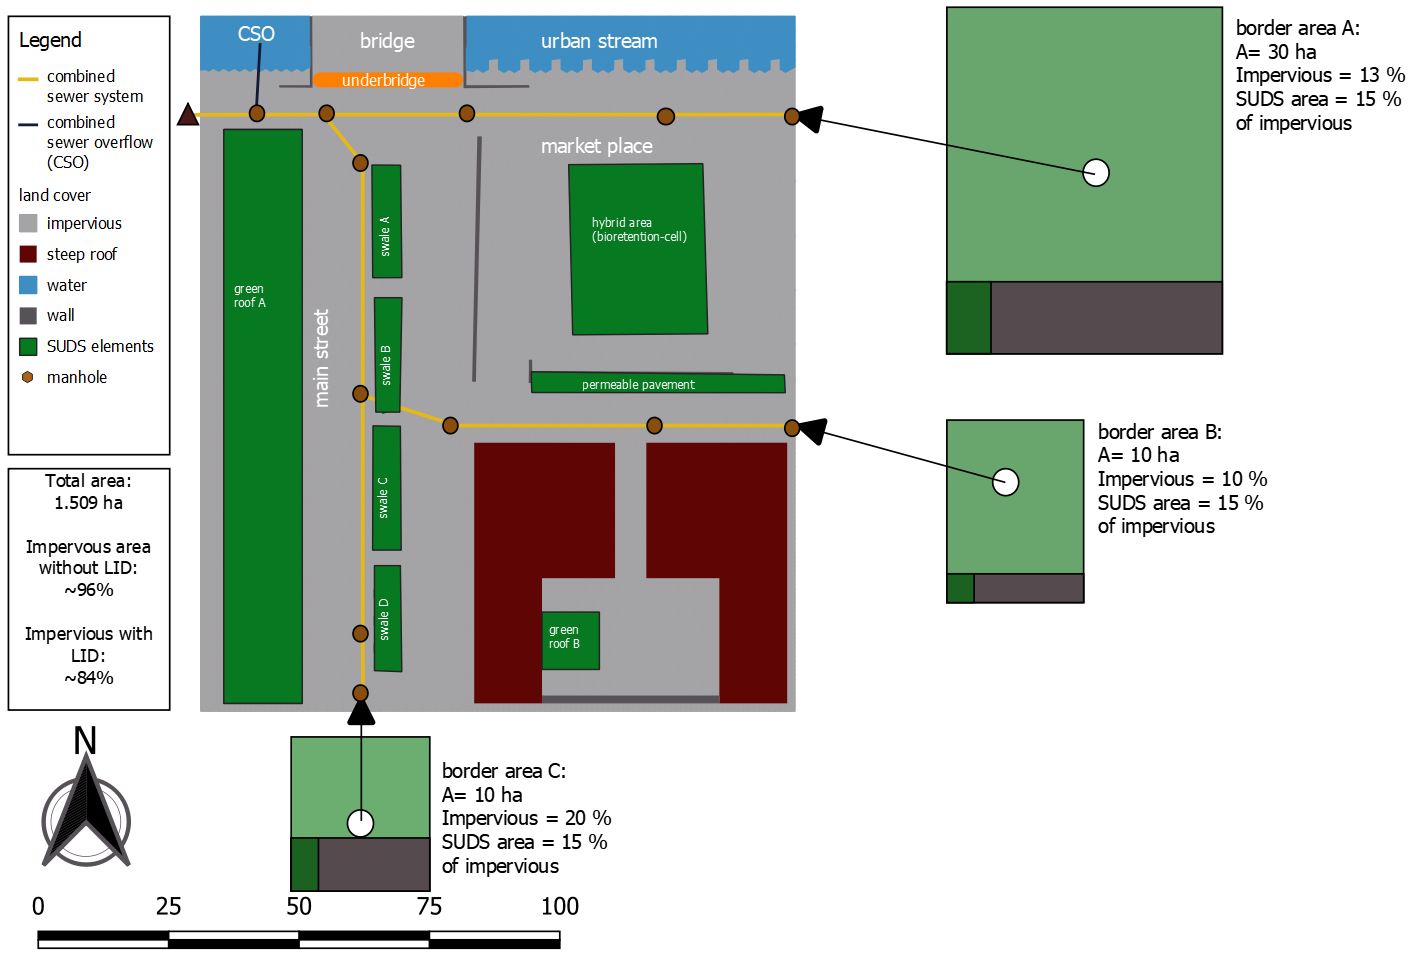 Legend
combined
sewer system
combined
sewer overflow
(CSO)
land cover
impervious
steep roof
water
wall
SUDS elements
manhole
Total area:
1.509 ha
Impervous area
without LID:
~96%
Impervious with
LID:
~84%
N
0 25 50 75 100
CSO
bridge
urban stream
underbridge
market place
hybrid area
(bioretention-cell)
green
roof A
main street
swale A
swale B
swale C
swale D
permeable pavement
green
roof B
border area A:
A= 30 ha
Impervious = 13 %
SUDS area = 15 %
of impervious
border area B:
A= 10 ha
Impervious = 10 %
SUDS area = 15 %
of impervious
border area C:
A= 10 ha
Impervious = 20 %
SUDS area = 15 %
of impervious